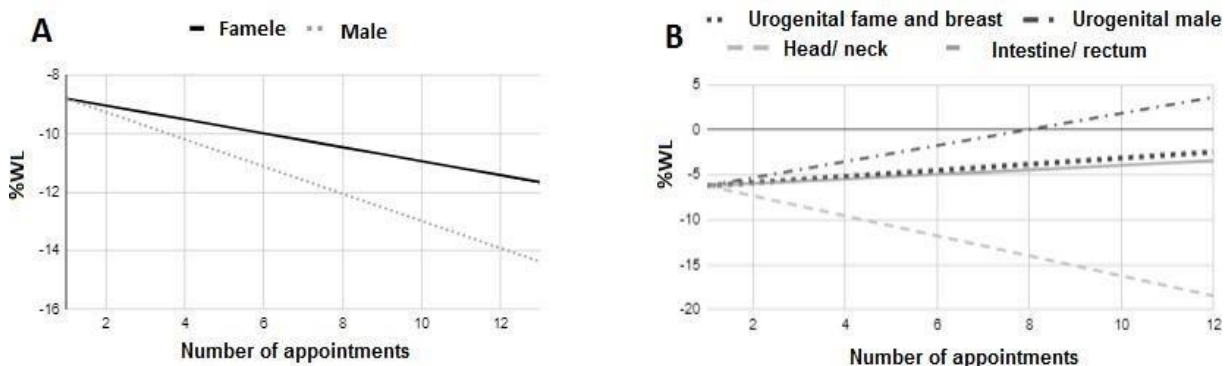 A
Famele Male
%WL
-8
-10
-12
-14
-16
2 4 6 8 10 12
Number of appointments
B
Urogenital fame and breast Urogenital male
Head/ neck Intestine/ rectum
%WL
5
0
-5
-10
-15
-20
2 4 6 8 10 12
Number of appointments